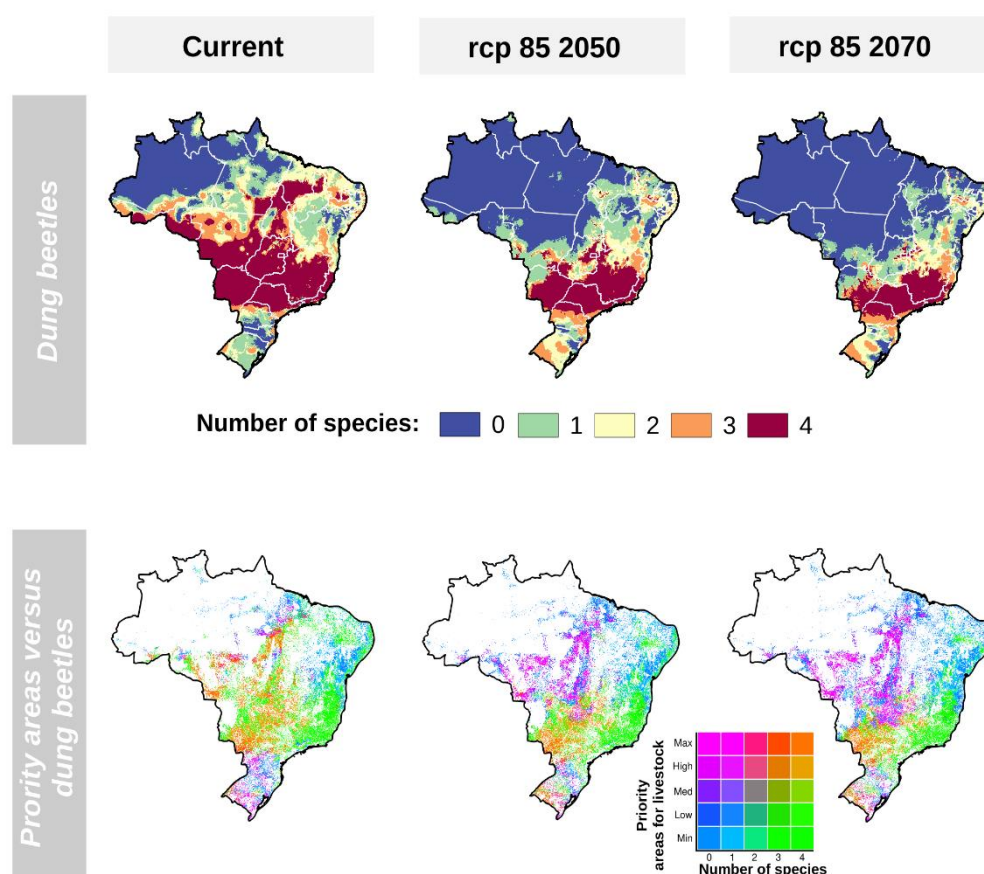 Current
rcp 85 2050
rcp 85 2070
Dung beetles
Number of species:
0
1
2
3
4
Prority areas versus
dung beetles
Priority
areas for livestock
Max
High
Med
Low
Min
0 1 2 3 4
Number of species